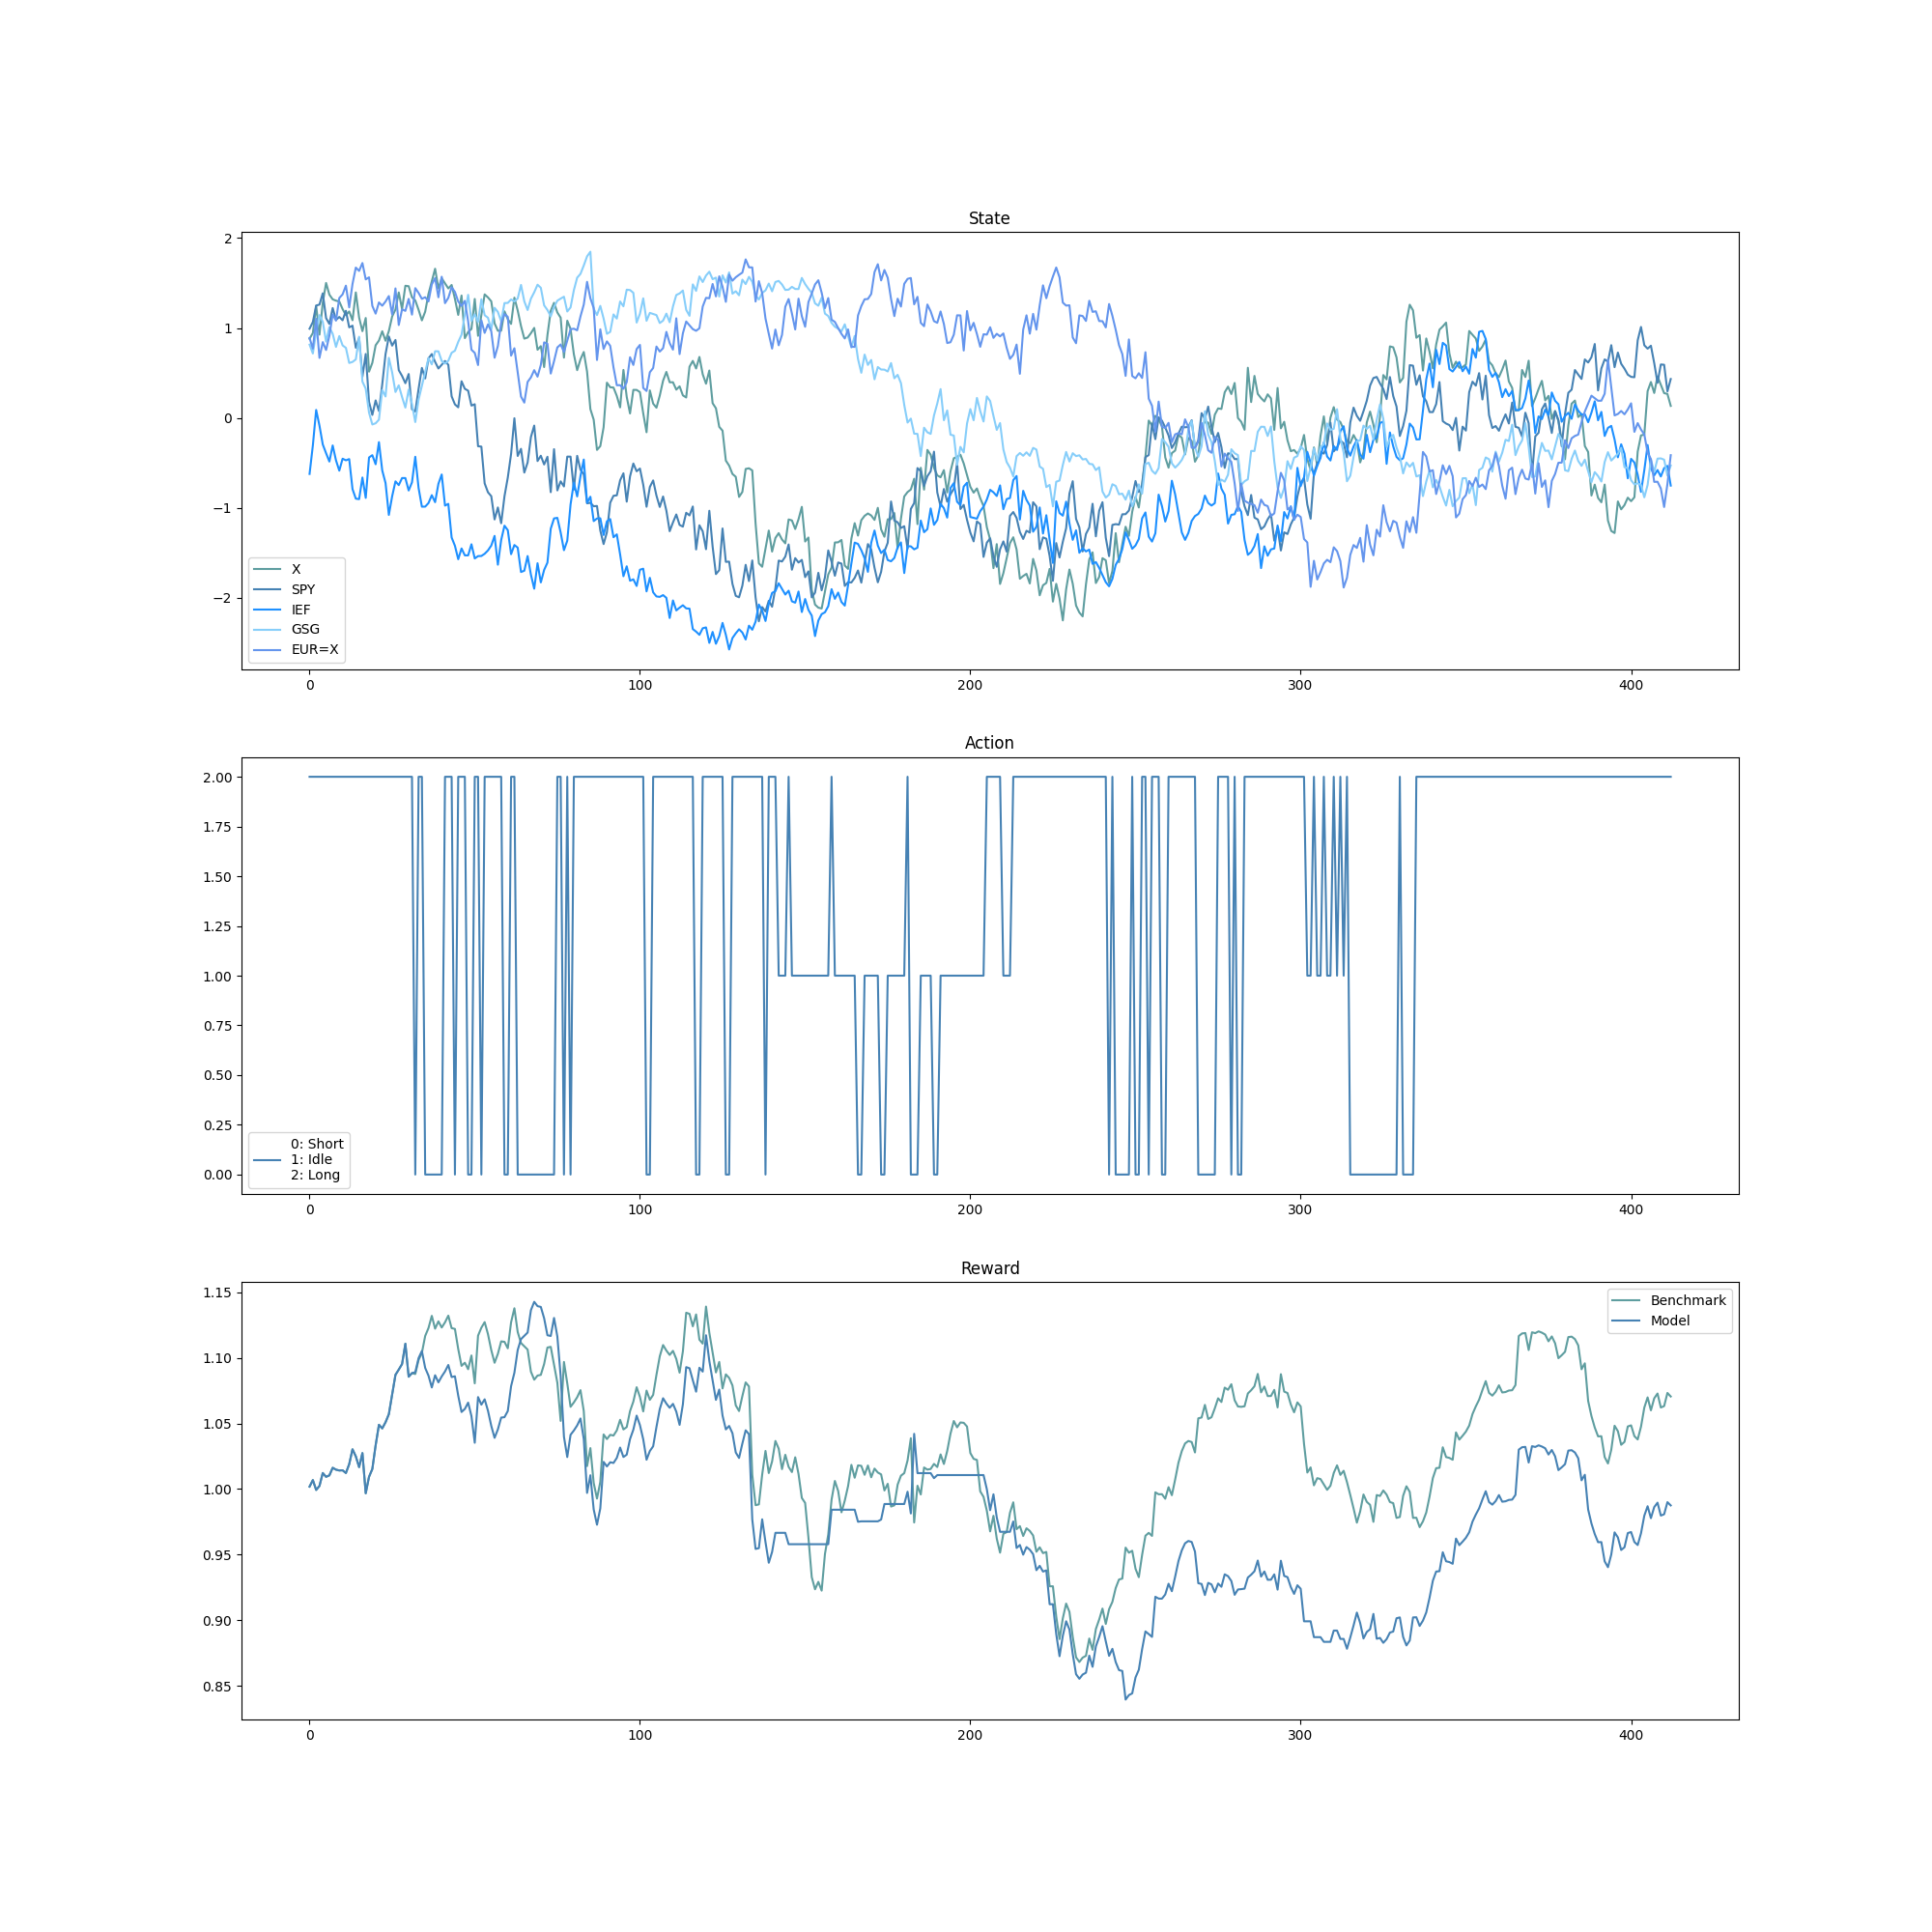 State
2
1
0
−1
−2
X
SPY
IEF
GSG
EUR=X
0 100 200 300 400
Action
2.00
1.75
1.50
1.25
1.00
0.75
0.50
0.25
0.00
0: Short
1: Idle
2: Long
0 100 200 300 400
Reward
1.15
1.10
1.05
1.00
0.95
0.90
0.85
Benchmark
Model
0 100 200 300 400